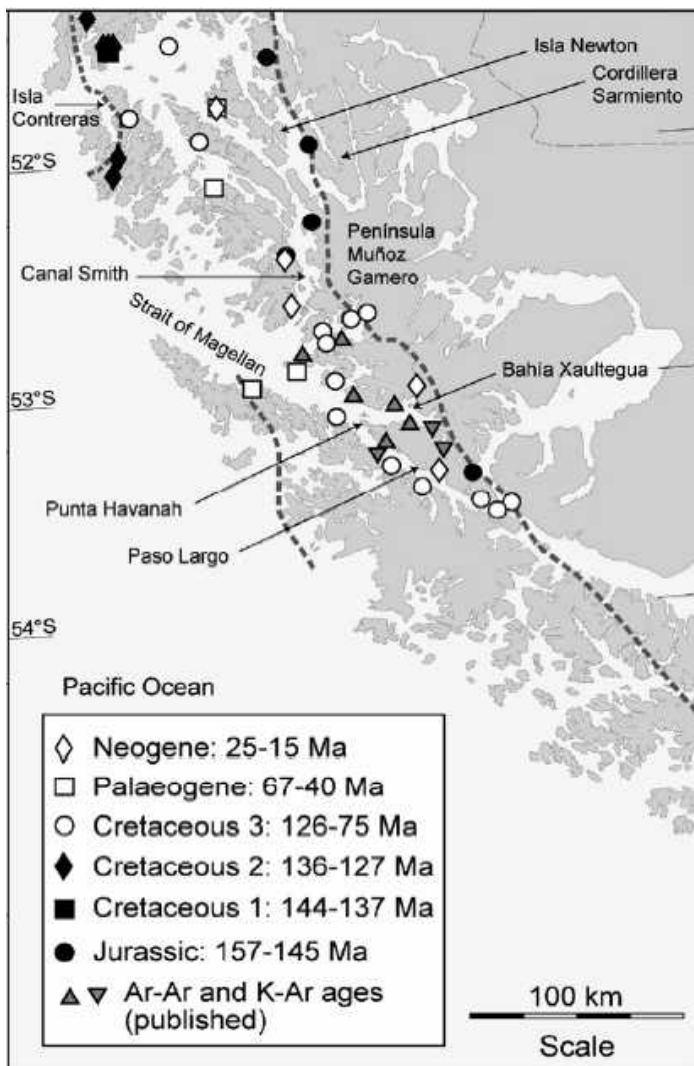 Isla Newton
Cordillera
Sarmiento
Isla
Contreras
52°S
Península
Muñoz
Gamero
Canal Smith
Strait of Magellan
Bahia Xaultegua
53°S
Punta Havanah
Paso Largo
54°S
Pacific Ocean
Neogene: 25-15 Ma
Palaeogene: 67-40 Ma
Cretaceous 3: 126-75 Ma
Cretaceous 2: 136-127 Ma
Cretaceous 1: 144-137 Ma
Jurassic: 157-145 Ma
Ar-Ar and K-Ar ages
(published)
100 km
Scale